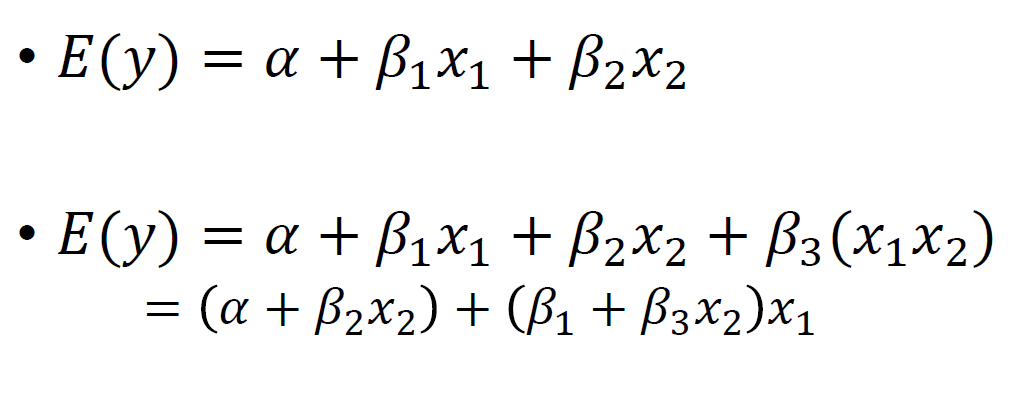 • 𝐸(𝑦) = 𝛼 + 𝛽₁𝑥₁ + 𝛽₂𝑥₂
• 𝐸(𝑦) = 𝛼 + 𝛽₁𝑥₁ + 𝛽₂𝑥₂ + 𝛽₃(𝑥₁𝑥₂)
= (𝛼 + 𝛽₂𝑥₂) + (𝛽₁ + 𝛽₃𝑥₂)𝑥₁